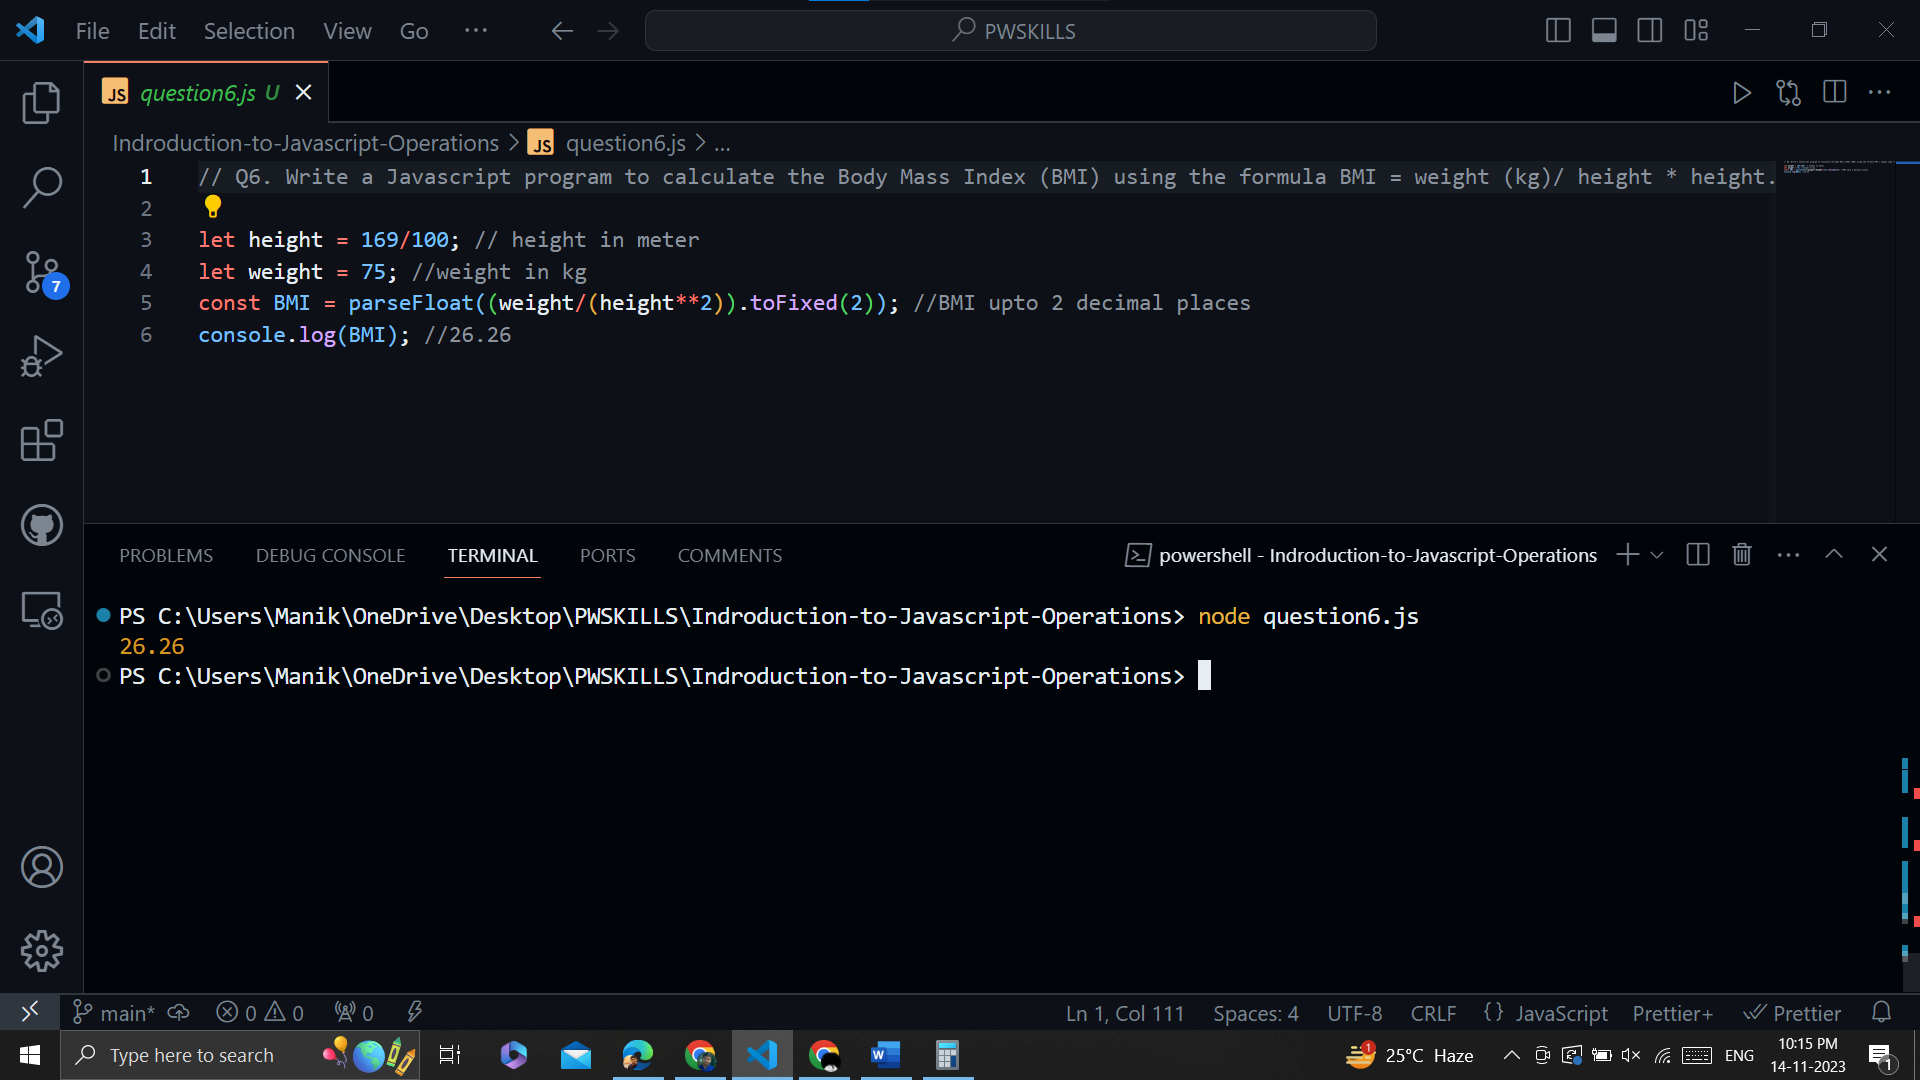 File Edit Selection View Go ... PWSKILLS
JS question6.js U
Indroduction-to-Javascript-Operations > JS question6.js > ...
1 // Q6. Write a Javascript program to calculate the Body Mass Index (BMI) using the formula BMI = weight (kg)/ height * height.
2
3 let height = 169/100; // height in meter
4 let weight = 75; //weight in kg
5 const BMI = parseFloat((weight/(height**2)).toFixed(2)); //BMI upto 2 decimal places
6 console.log(BMI); //26.26
7
PROBLEMS DEBUG CONSOLE TERMINAL PORTS COMMENTS powershell - Indroduction-to-Javascript-Operations
PS C:\Users\Manik\OneDrive\Desktop\PWSKILLS\Indroduction-to-Javascript-Operations> node question6.js
26.26
PS C:\Users\Manik\OneDrive\Desktop\PWSKILLS\Indroduction-to-Javascript-Operations>
main* 0 0 0 Ln 1, Col 111 Spaces: 4 UTF-8 CRLF {} JavaScript Prettier+ Prettier
Type here to search W 1 25°C Haze ENG 10:15 PM 1
14-11-2023